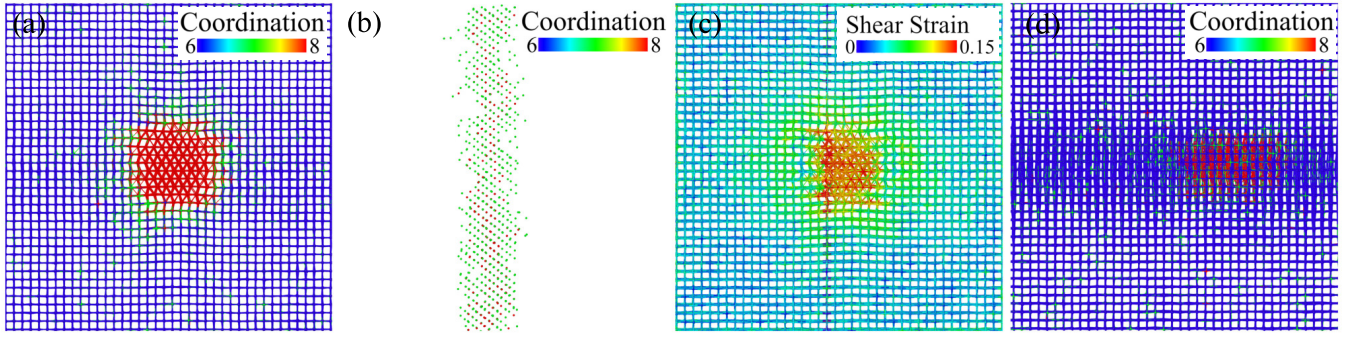 (a) Coordination
6 8
(b) Coordination
6 8
(c) Shear Strain
0 0.15
(d) Coordination
6 8